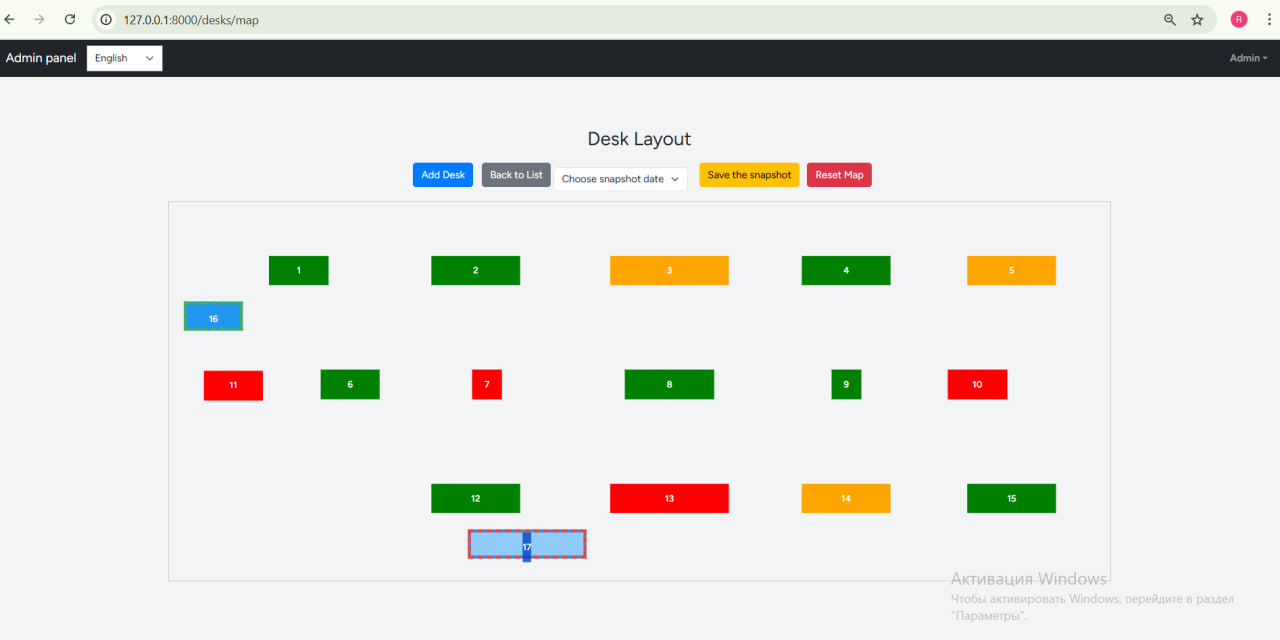 127.0.0.1:8000/desks/map
R
Admin panel
English
Admin
Desk Layout
Add Desk
Back to List
Choose snapshot date
Save the snapshot
Reset Map
1
2
3
4
5
16
11
6
7
8
9
10
12
13
14
15
17
Активация Windows
Чтобы активировать Windows, перейдите в раздел
"Параметры".